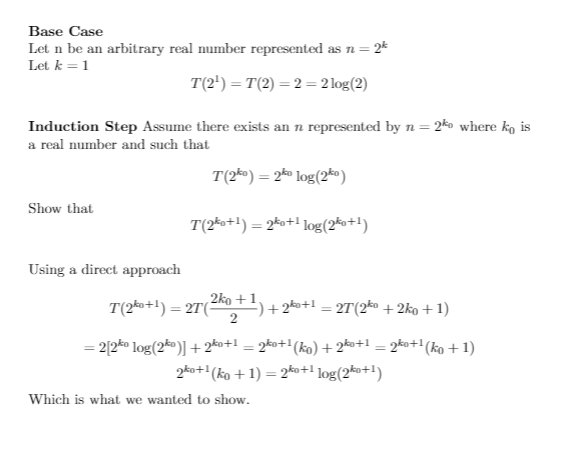 Base Case
Let n be an arbitrary real number represented as n = 2^k
Let k = 1
T(2^1) = T(2) = 2 = 2 log(2)
Induction Step Assume there exists an n represented by n = 2^{k_0} where k_0 is
a real number and such that
T(2^{k_0}) = 2^{k_0} log(2^{k_0})
Show that
T(2^{k_0+1}) = 2^{k_0+1} log(2^{k_0+1})
Using a direct approach
T(2^{k_0+1}) = 2T(\frac{2k_0 + 1}{2}) + 2^{k_0+1} = 2T(2^{k_0} + 2k_0 + 1)
= 2[2^{k_0} log(2^{k_0})] + 2^{k_0+1} = 2^{k_0+1}(k_0) + 2^{k_0+1} = 2^{k_0+1}(k_0 + 1)
2^{k_0+1}(k_0 + 1) = 2^{k_0+1} log(2^{k_0+1})
Which is what we wanted to show.